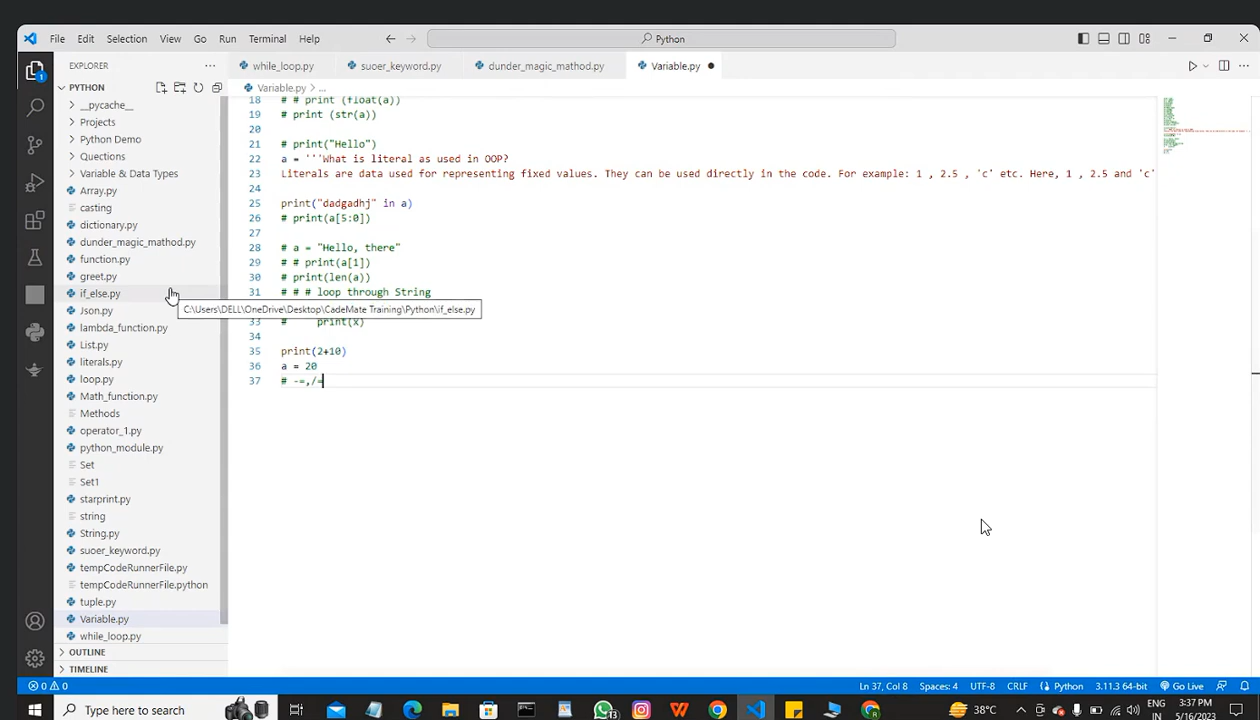 File Edit Selection View Go Run Terminal Help
Python
EXPLORER
while_loop.py suoer_keyword.py dunder_magic_mathod.py Variable.py
PYTHON
Variable.py > ...
__pycache__
Projects
Python Demo
Quections
Variable & Data Types
Array.py
casting
dictionary.py
dunder_magic_mathod.py
function.py
greet.py
if_else.py
Json.py
lambda_function.py
List.py
literals.py
loop.py
Math_function.py
Methods
operator_1.py
python_module.py
Set
Set1
starprint.py
string
String.py
suoer_keyword.py
tempCodeRunnerFile.py
tempCodeRunnerFile.python
tuple.py
Variable.py
while_loop.py
OUTLINE
TIMELINE
1
18 # # print (float(a))
19 # print (str(a))
20
21 # print("Hello")
22 a = '''What is literal as used in OOP?
23 Literals are data used for representing fixed values. They can be used directly in the code. For example: 1 , 2.5 , 'c' etc. Here, 1 , 2.5 and 'c'
24
25 print("dadgadhj" in a)
26 # print(a[5:0])
28 # a = "Hello, there"
29 # # print(a[1])
30 # print(len(a))
31 # # # loop through String
C:\Users\DELL\OneDrive\Desktop\CadeMate Training\Python\if_else.py
33 # print(x)
34
35 print(2+10)
36 a = 20
37 # -=,/=
0 0 Ln 37, Col 8 Spaces: 4 UTF-8 CRLF Python 3.11.3 64-bit Go Live
Type here to search
13
38°C
ENG
IN
3:37 PM
5/16/2023